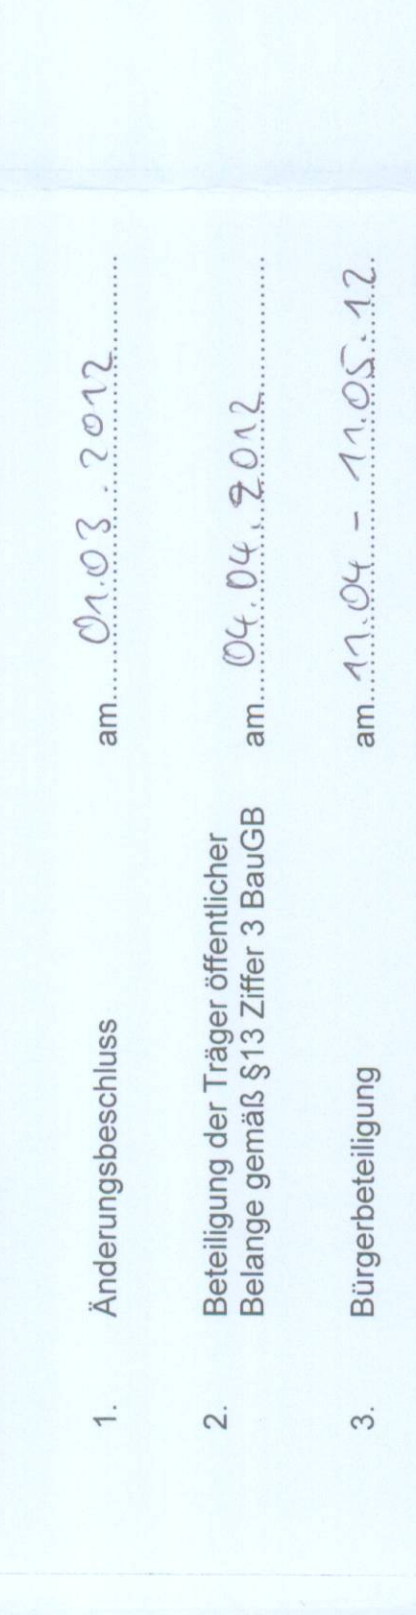 1. Änderungsbeschluss am....01.03.2012............
2. Beteiligung der Träger öffentlicher
Belange gemäß §13 Ziffer 3 BauGB am....04.04.2012............
3. Bürgerbeteiligung am..11.04 - 11.05.12.